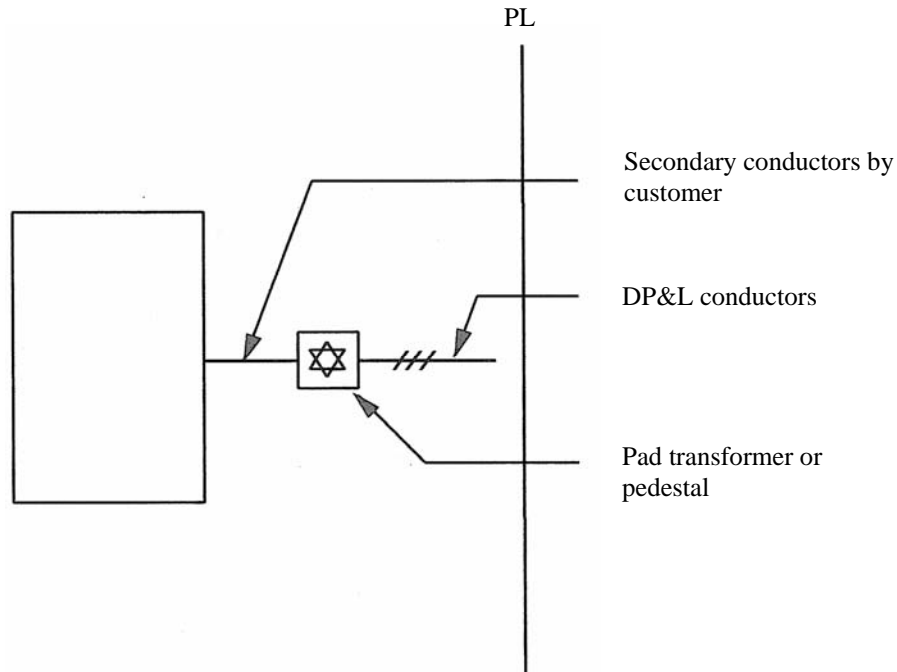 PL
Secondary conductors by
customer
DP&L conductors
Pad transformer or
pedestal